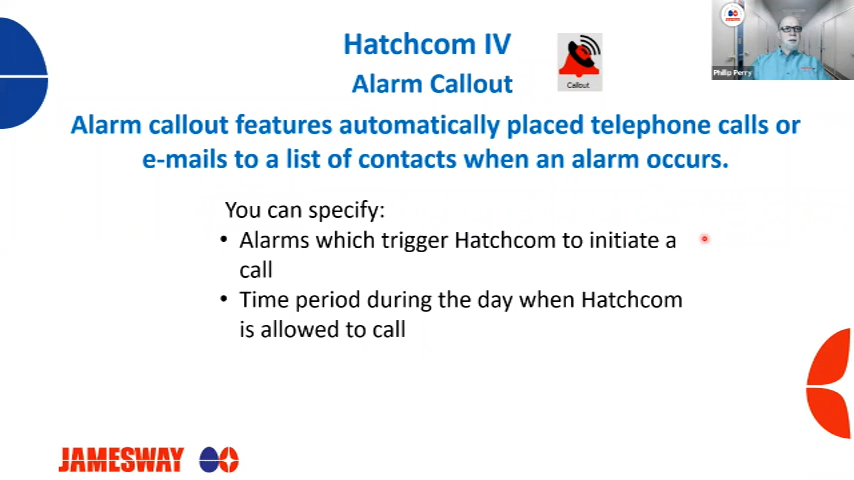 Hatchcom IV
Alarm Callout
Callout
Phillip Perry
Alarm callout features automatically placed telephone calls or
e-mails to a list of contacts when an alarm occurs.
You can specify:
• Alarms which trigger Hatchcom to initiate a
call
• Time period during the day when Hatchcom
is allowed to call
JAMESWAY